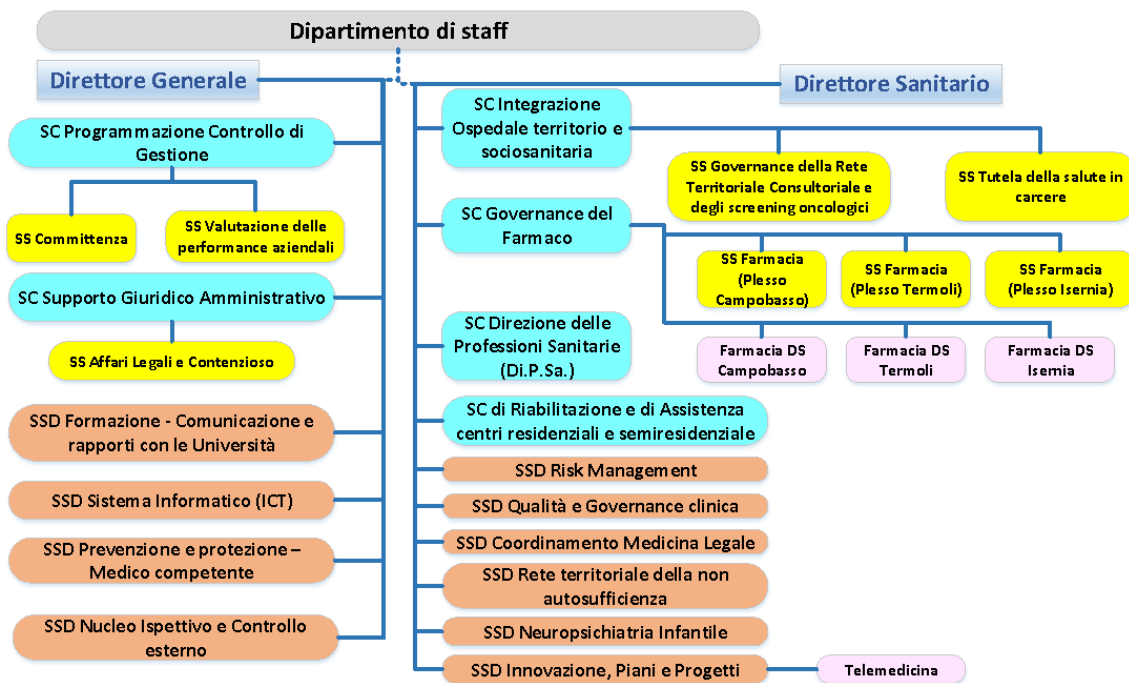 Dipartimento di staff
Direttore Generale
Direttore Sanitario
SC Programmazione Controllo di
Gestione
SS Committenza
SS Valutazione delle
performance aziendali
SC Supporto Giuridico Amministrativo
SS Affari Legali e Contenzioso
SSD Formazione - Comunicazione e
rapporti con le Università
SSD Sistema Informatico (ICT)
SSD Prevenzione e protezione –
Medico competente
SSD Nucleo Ispettivo e Controllo
esterno
SC Integrazione
Ospedale territorio e
sociosanitaria
SS Governance della Rete
Territoriale Consultoriale e
degli screening oncologici
SS Tutela della salute in
carcere
SC Governance del
Farmaco
SS Farmacia
(Plesso
Campobasso)
SS Farmacia
(Plesso Termoli)
SS Farmacia
(Plesso Isernia)
Farmacia DS
Campobasso
Farmacia DS
Termoli
Farmacia DS
Isernia
SC Direzione delle
Professioni Sanitarie
(Di.P.Sa.)
SC di Riabilitazione e di Assistenza
centri residenziali e semiresidenziale
SSD Risk Management
SSD Qualità e Governance clinica
SSD Coordinamento Medicina Legale
SSD Rete territoriale della non
autosufficienza
SSD Neuropsichiatria Infantile
SSD Innovazione, Piani e Progetti
Telemedicina